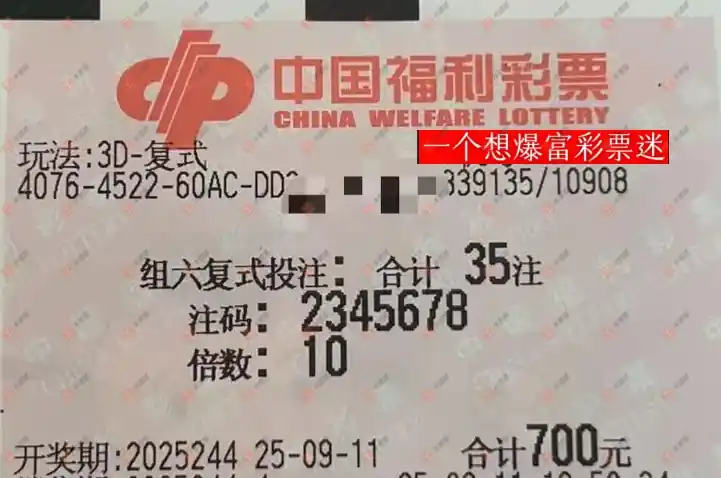 中国福利彩票
CHINA WELFARE LOTTERY
玩法:3D-复式
一个想爆富彩票迷
4076-4522-60AC-DD 339135/10908
组六复式投注: 合计 35注
注码: 2345678
倍数: 10
开奖期:2025244 25-09-11 合计700元